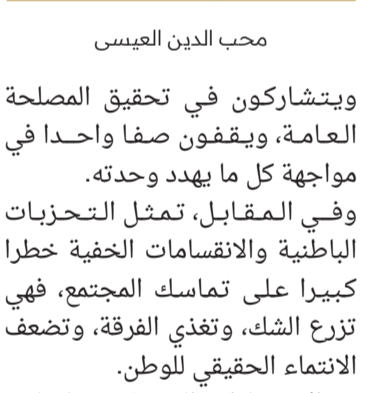 محب الدين العيسى
ويتشاركون في تحقيق المصلحة
العامة، ويقفون صفا واحدا في
مواجهة كل ما يهدد وحدته.
وفي المقابل، تمثل التحزبات
الباطنية والانقسامات الخفية خطرا
كبيرا على تماسك المجتمع، فهي
تزرع الشك، وتغذي الفرقة، وتضعف
الانتماء الحقيقي للوطن.